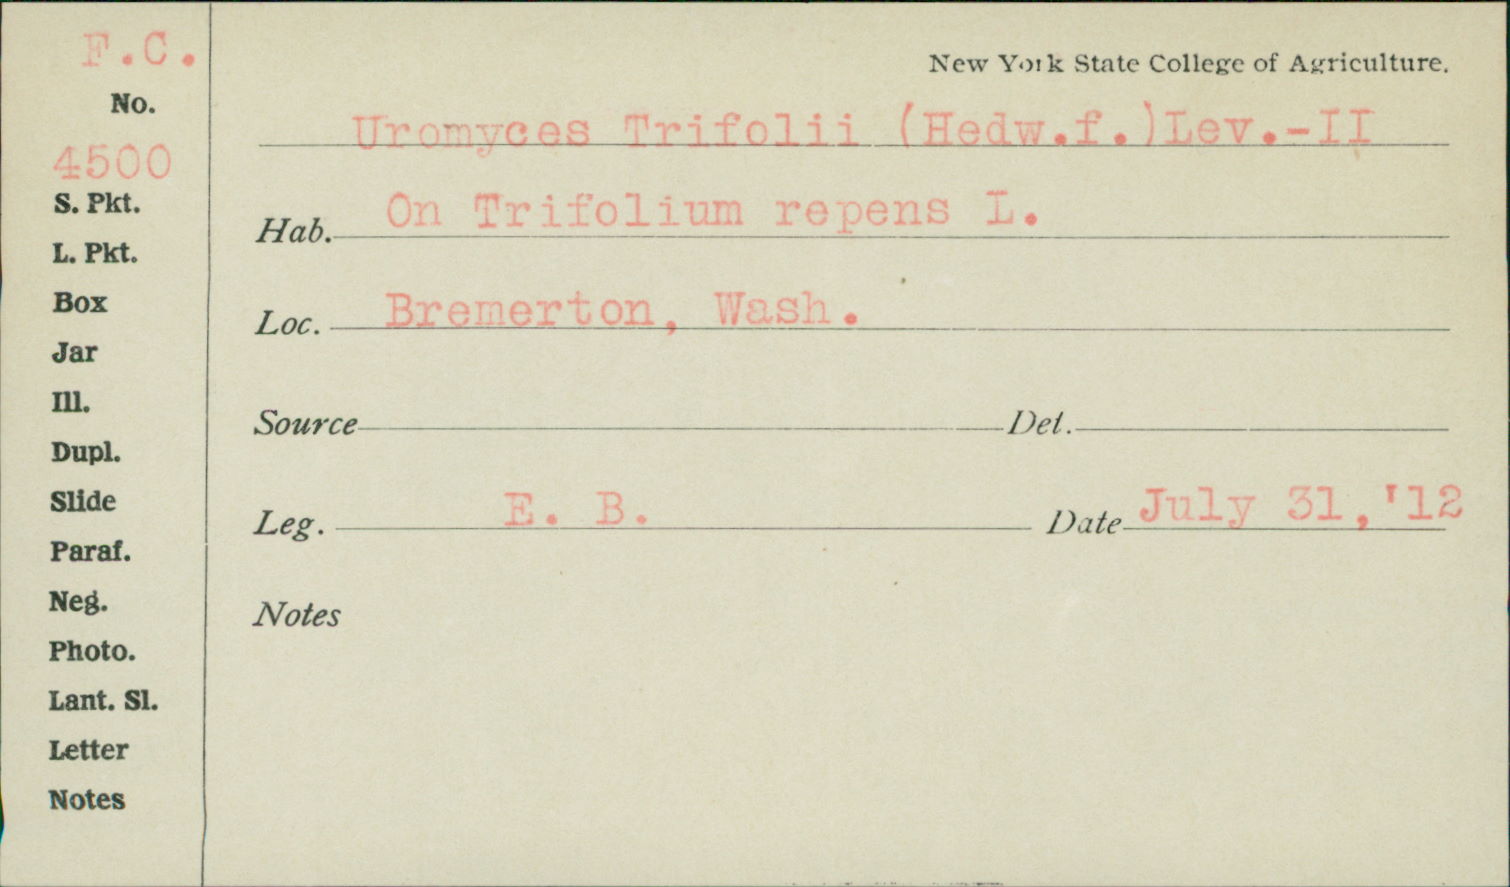 F.C.
No.
4500
S. Pkt.
L. Pkt.
Box
Jar
Ill.
Dupl.
Slide
Paraf.
Neg.
Photo.
Lant. Sl.
Letter
Notes
New York State College of Agriculture.
Uromyces Trifolii (Hedw.f.)Lev.-II
Hab. On Trifolium repens L.
Loc. Bremerton, Wash.
Source Det.
Leg. E. B. Date July 31,'12
Notes